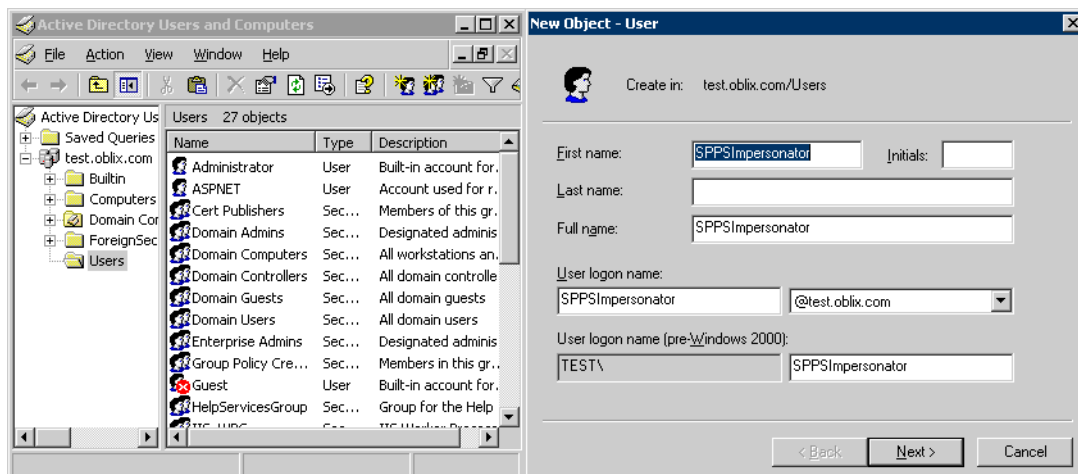 Active Directory Users and Computers
File Action View Window Help
Active Directory Us
Saved Queries
test.oblix.com
Builtin
Computers
Domain Cor
ForeignSec
Users
Users 27 objects
Name Type Description
Administrator User Built-in account for.
ASPNET User Account used for r.
Cert Publishers Sec... Members of this gr.
Domain Admins Sec... Designated adminis
Domain Computers Sec... All workstations an.
Domain Controllers Sec... All domain controlle
Domain Guests Sec... All domain guests
Domain Users Sec... All domain users
Enterprise Admins Sec... Designated adminis
Group Policy Cre... Sec... Members in this gr..
Guest User Built-in account for.
HelpServicesGroup Sec... Group for the Help
New Object - User
Create in: test.oblix.com/Users
First name: SPPSImpersonator Initials:
Last name:
Full name: SPPSImpersonator
User logon name:
SPPSImpersonator @test.oblix.com
User logon name (pre-Windows 2000):
TEST\ SPPSImpersonator
< Back Next > Cancel